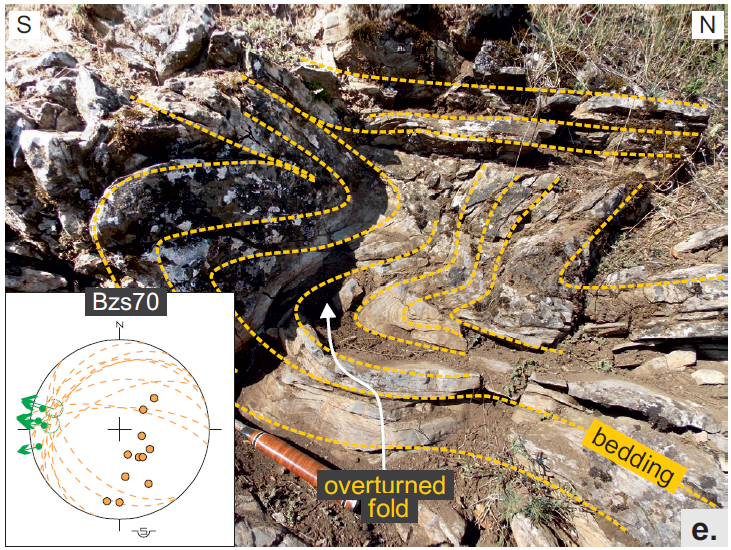 S
N
Bzs70
N
overturned
fold
bedding
e.